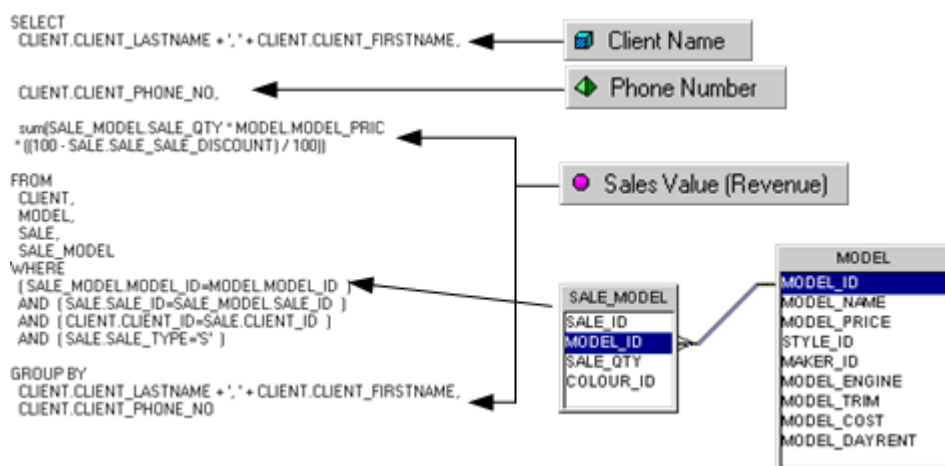 SELECT
CLIENT.CLIENT_LASTNAME + ', ' + CLIENT.CLIENT_FIRSTNAME,
CLIENT.CLIENT_PHONE_NO,
sum(SALE_MODEL.SALE_QTY * MODEL.MODEL_PRIC
* ((100 - SALE.SALE_SALE_DISCOUNT) / 100))
FROM
CLIENT,
MODEL,
SALE,
SALE_MODEL
WHERE
( SALE_MODEL.MODEL_ID=MODEL.MODEL_ID )
AND ( SALE.SALE_ID=SALE_MODEL.SALE_ID )
AND ( CLIENT.CLIENT_ID=SALE.CLIENT_ID )
AND ( SALE.SALE_TYPE='S' )
GROUP BY
CLIENT.CLIENT_LASTNAME + ', ' + CLIENT.CLIENT_FIRSTNAME,
CLIENT.CLIENT_PHONE_NO
Client Name
Phone Number
Sales Value (Revenue)
SALE_MODEL
SALE_ID
MODEL_ID
SALE_QTY
COLOUR_ID
MODEL
MODEL_ID
MODEL_NAME
MODEL_PRICE
STYLE_ID
MAKER_ID
MODEL_ENGINE
MODEL_TRIM
MODEL_COST
MODEL_DAYRENT